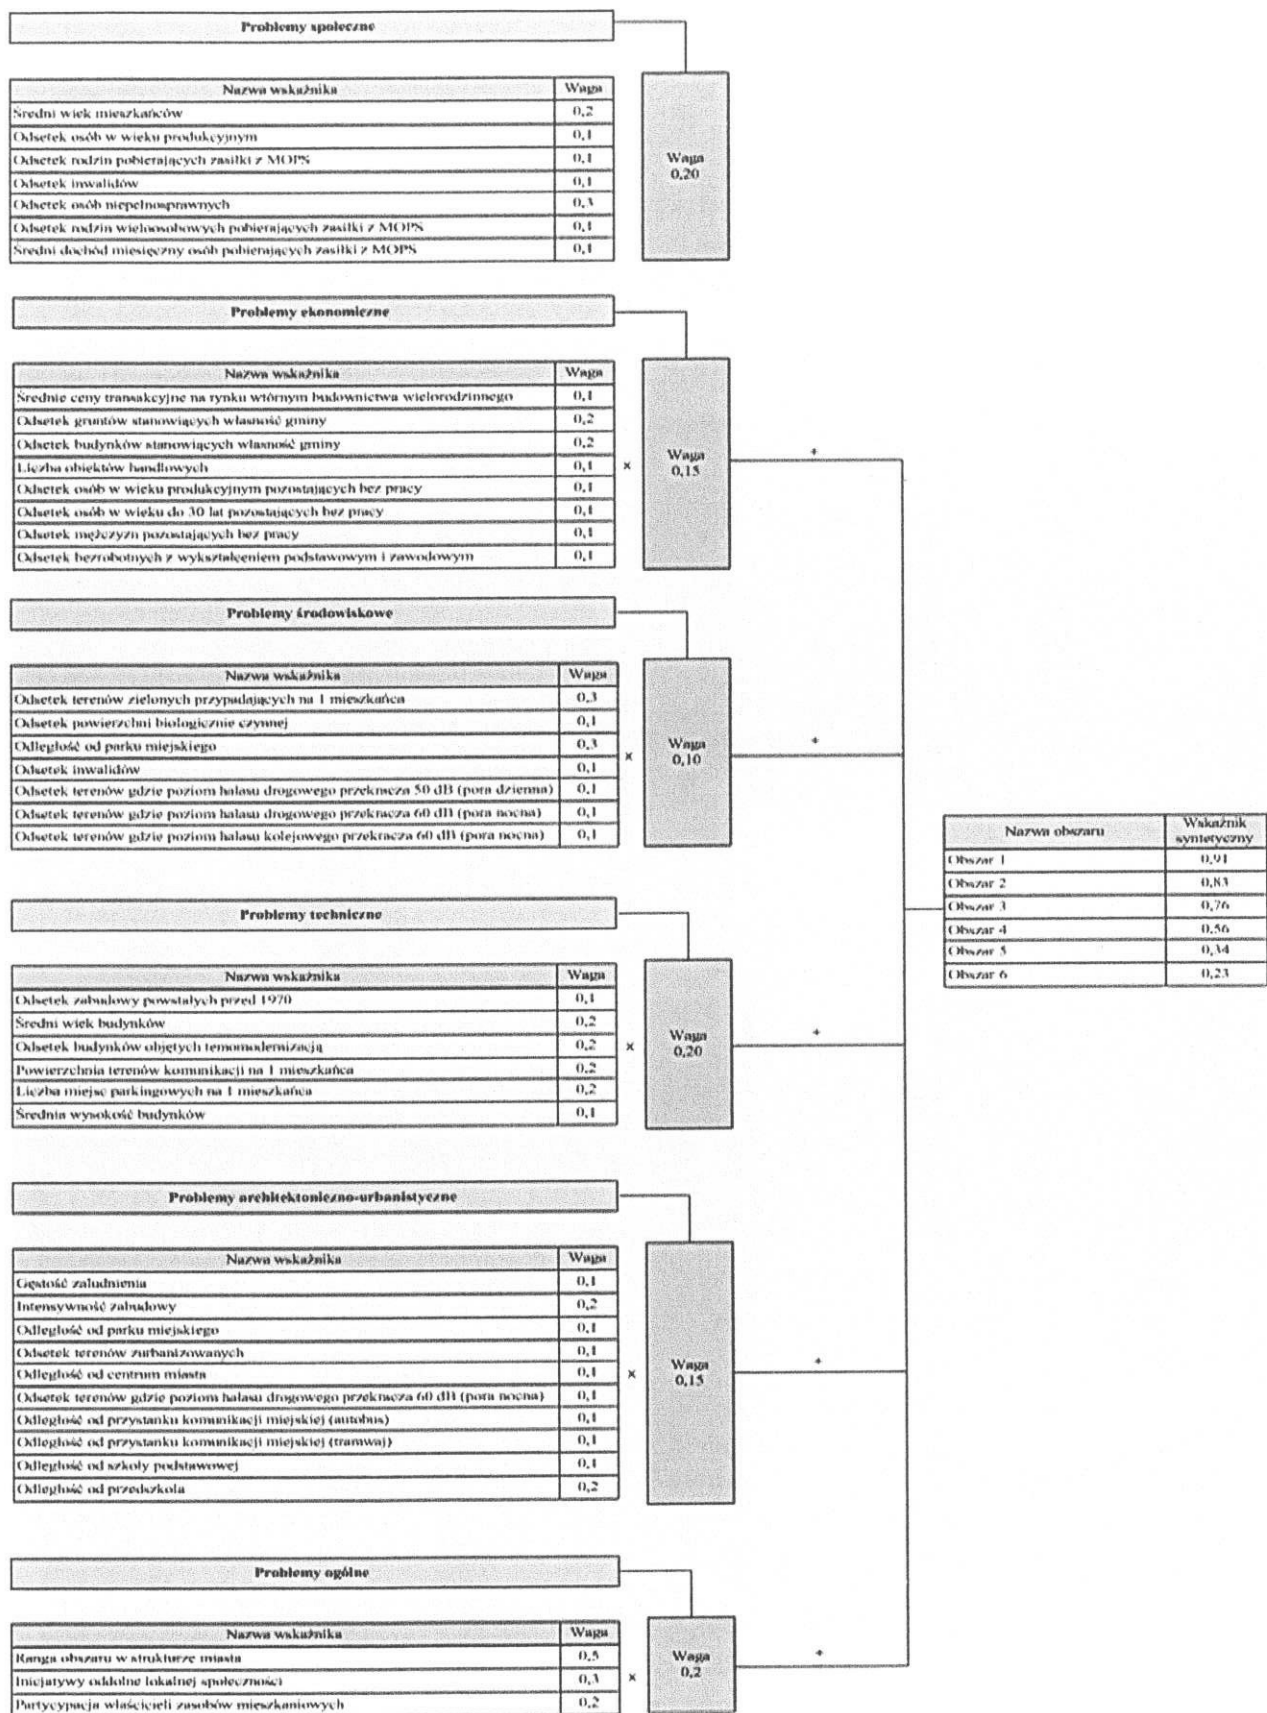 Problemy społeczne
Nazwa wskaźnika Waga
Średni wiek mieszkańców 0,2
Odsetek osób w wieku produkcyjnym 0,1
Odsetek rodzin pobierających zasiłki z MOPS 0,1
Odsetek inwalidów 0,1
Odsetek osób niepełnosprawnych 0,3
Odsetek rodzin wieloosobowych pobierających zasiłki z MOPS 0,1
Średni dochód miesięczny osób pobierających zasiłki z MOPS 0,1
Waga
0,20
Problemy ekonomiczne
Nazwa wskaźnika Waga
Średnie ceny transakcyjne na rynku wtórnym budownictwa wielorodzinnego 0,1
Odsetek gruntów stanowiących własność gminy 0,2
Odsetek budynków stanowiących własność gminy 0,2
Liczba obiektów handlowych 0,1
Odsetek osób w wieku produkcyjnym pozostających bez pracy 0,1
Odsetek osób w wieku do 30 lat pozostających bez pracy 0,1
Odsetek mężczyzn pozostających bez pracy 0,1
Odsetek bezrobotnych z wykształceniem podstawowym i zawodowym 0,1
x
Waga
0,15
+
Problemy środowiskowe
Nazwa wskaźnika Waga
Odsetek terenów zielonych przypadających na 1 mieszkańca 0,3
Odsetek powierzchni biologicznie czynnej 0,1
Odległość od parku miejskiego 0,3
Odsetek inwalidów 0,1
Odsetek terenów gdzie poziom hałasu drogowego przekracza 50 dB (pora dzienna) 0,1
Odsetek terenów gdzie poziom hałasu drogowego przekracza 60 dB (pora nocna) 0,1
Odsetek terenów gdzie poziom hałasu kolejowego przekracza 60 dB (pora nocna) 0,1
x
Waga
0,10
+
Problemy techniczne
Nazwa wskaźnika Waga
Odsetek zabudowy powstałych przed 1970 0,1
Średni wiek budynków 0,2
Odsetek budynków objętych temomodernizacją 0,2
Powierzchnia terenów komunikacji na 1 mieszkańca 0,2
Liczba miejsc parkingowych na 1 mieszkańca 0,2
Średnia wysokość budynków 0,1
x
Waga
0,20
+
Problemy architektoniczno-urbanistyczne
Nazwa wskaźnika Waga
Gęstość zaludnienia 0,1
Intensywność zabudowy 0,2
Odległość od parku miejskiego 0,1
Odsetek terenów zurbanizowanych 0,1
Odległość od centrum miasta 0,1
Odsetek terenów gdzie poziom hałasu drogowego przekracza 60 dB (pora nocna) 0,1
Odległość od przystanku komunikacji miejskiej (autobus) 0,1
Odległość od przystanku komunikacji miejskiej (tramwaj) 0,1
Odległość od szkoły podstawowej 0,1
Odległość od przedszkola 0,2
x
Waga
0,15
+
Problemy ogólne
Nazwa wskaźnika Waga
Ranga obszaru w strukturze miasta 0,5
Inicjatywy oddolne lokalnej społeczności 0,3
Partycypacja właścicieli zasobów mieszkaniowych 0,2
x
Waga
0,2
+
Nazwa obszaru Wskaźnik syntetyczny
Obszar 1 0,91
Obszar 2 0,83
Obszar 3 0,76
Obszar 4 0,56
Obszar 5 0,34
Obszar 6 0,23